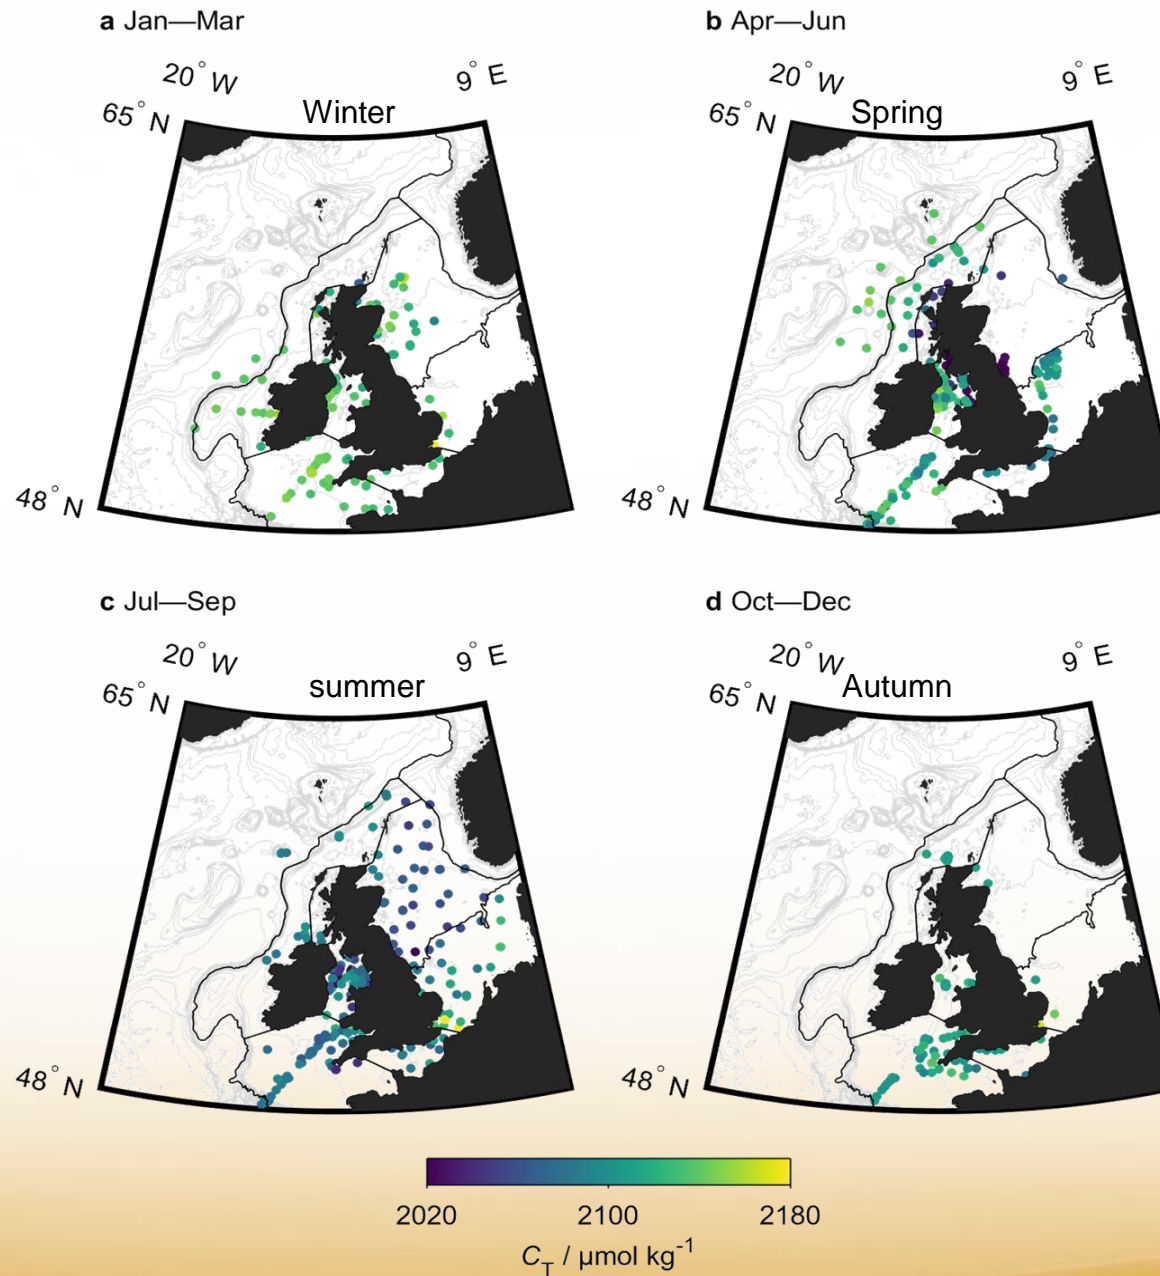 a Jan—Mar
20° W
9° E
65° N
Winter
48° N
b Apr—Jun
20° W
9° E
65° N
Spring
48° N
c Jul—Sep
20° W
9° E
65° N
summer
48° N
d Oct—Dec
20° W
9° E
65° N
Autumn
48° N
2020 2100 2180
C_T / μmol kg⁻¹